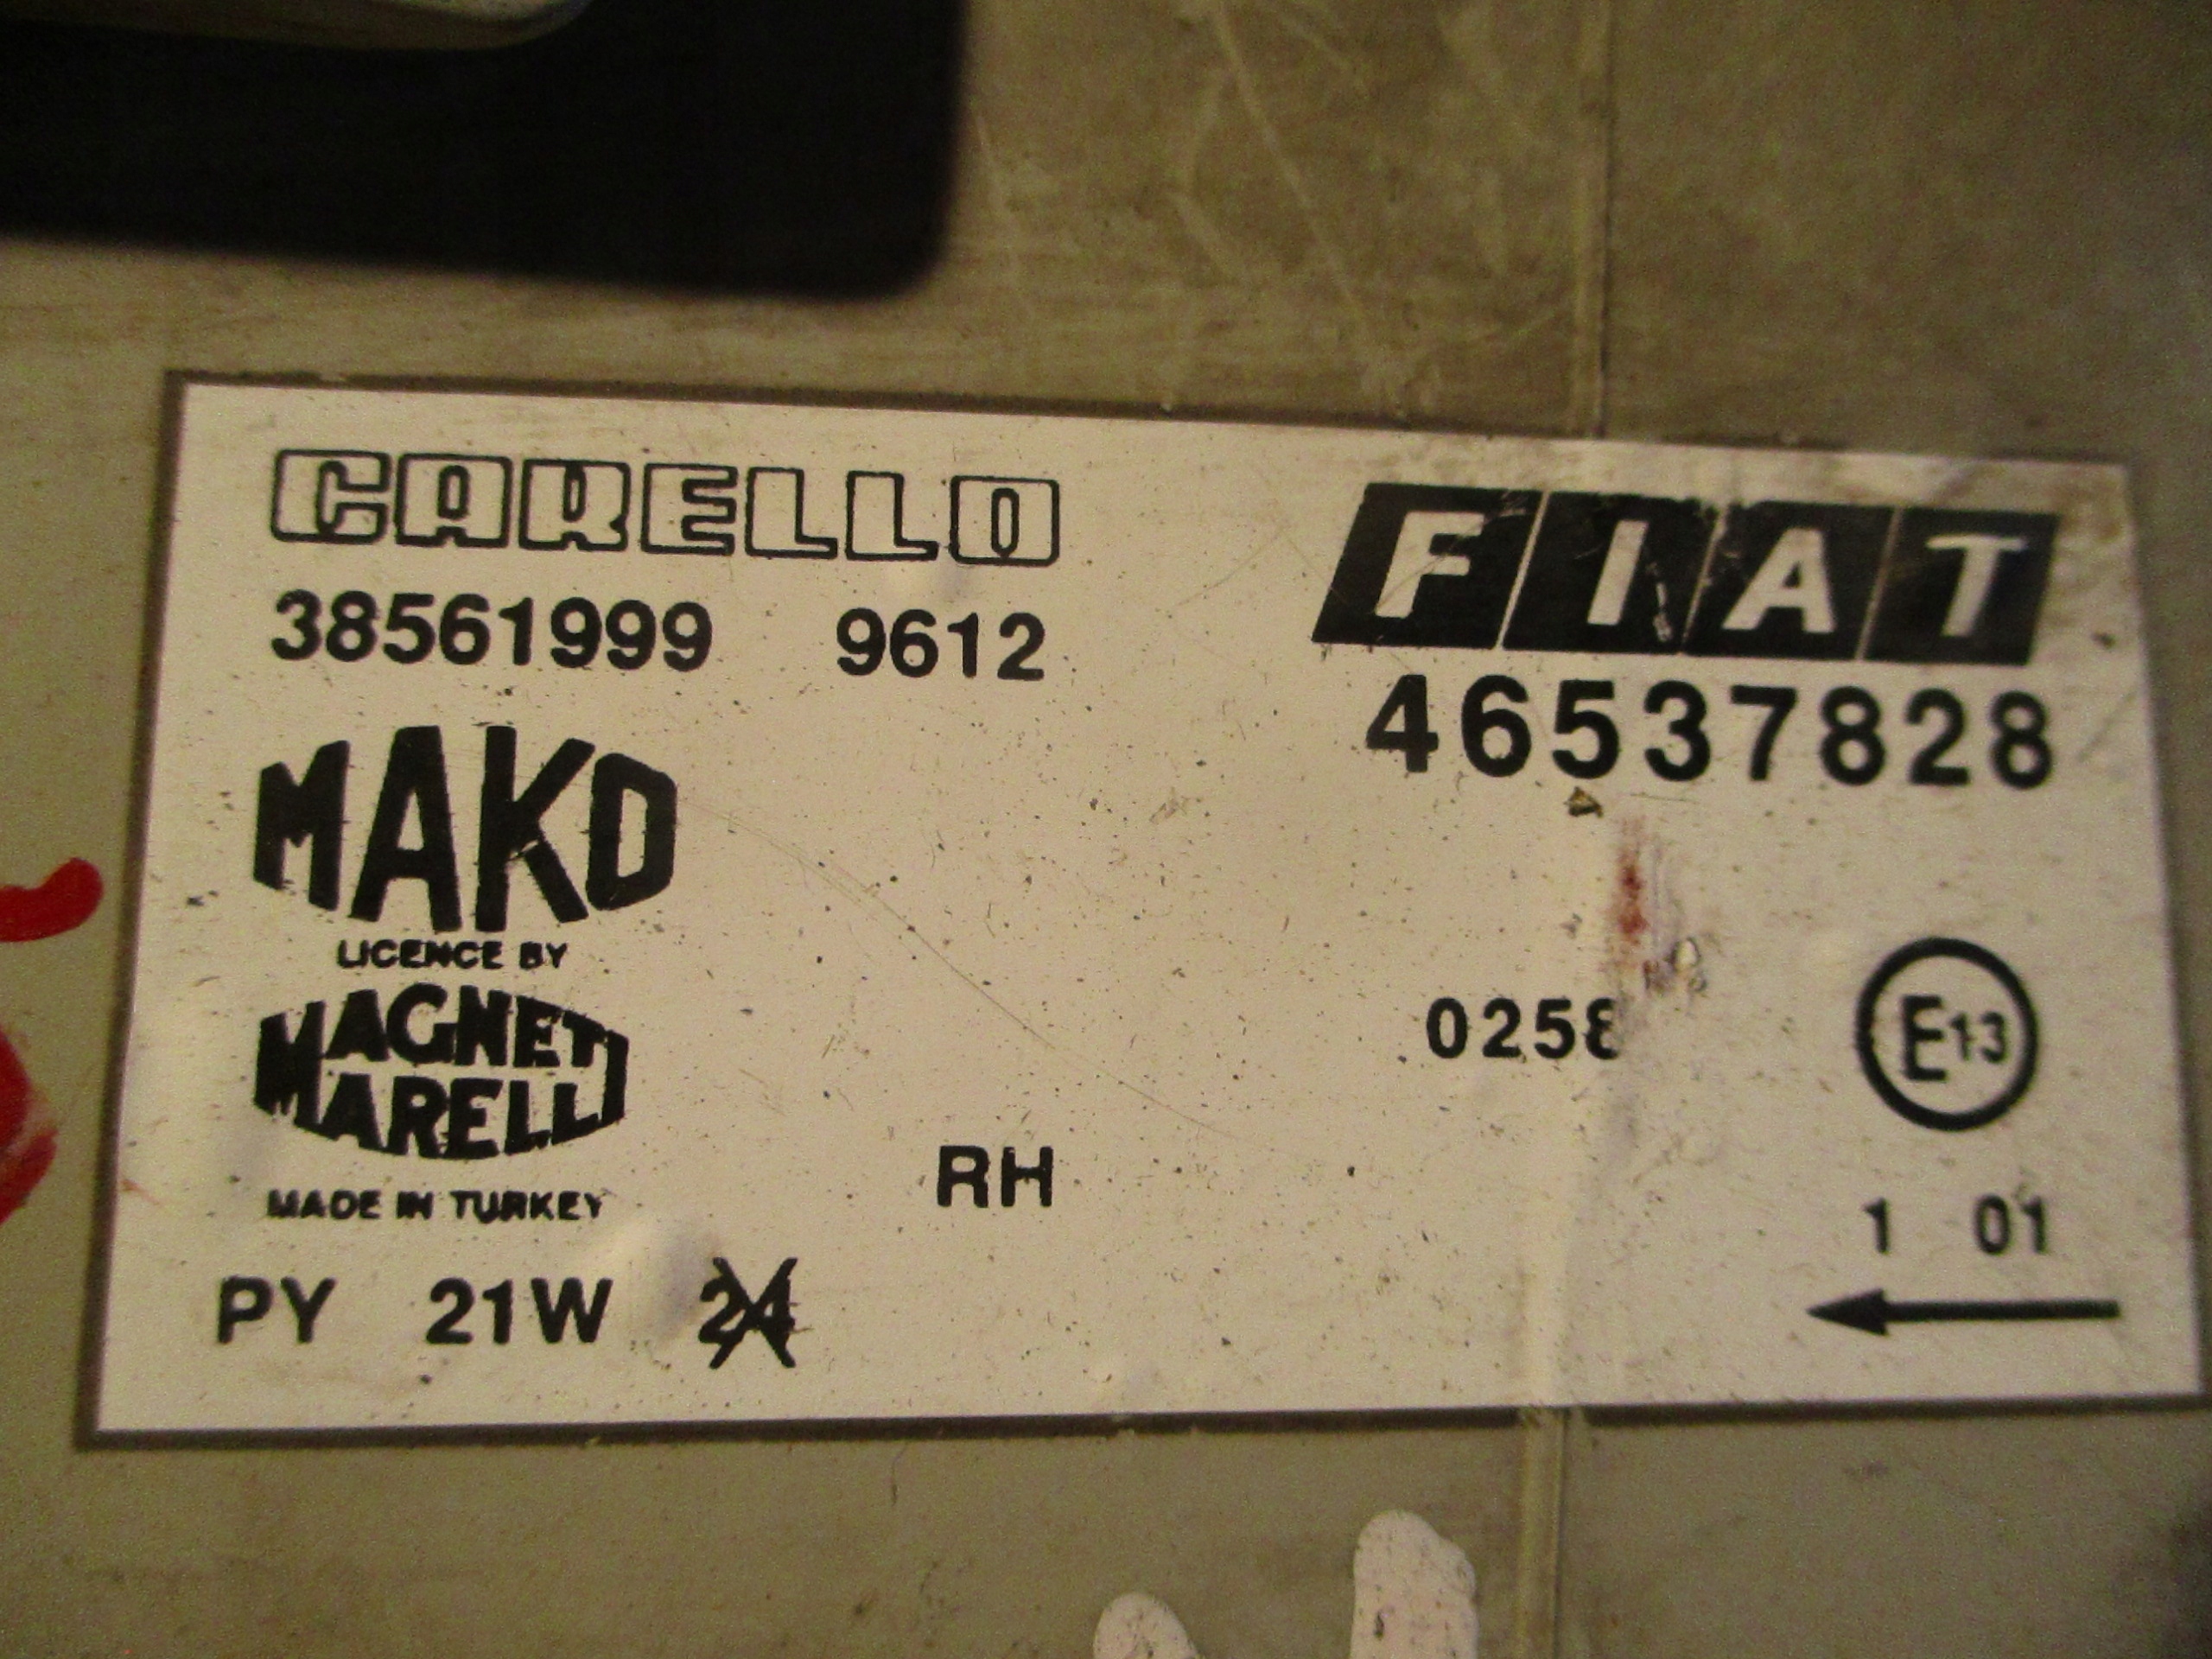 CARELLO
38561999 9612
FIAT
46537828
MAKO
LICENCE BY
MAGNETI
MARELLI
MADE IN TURKEY
RH
0258
E13
1 01
PY 21W 24